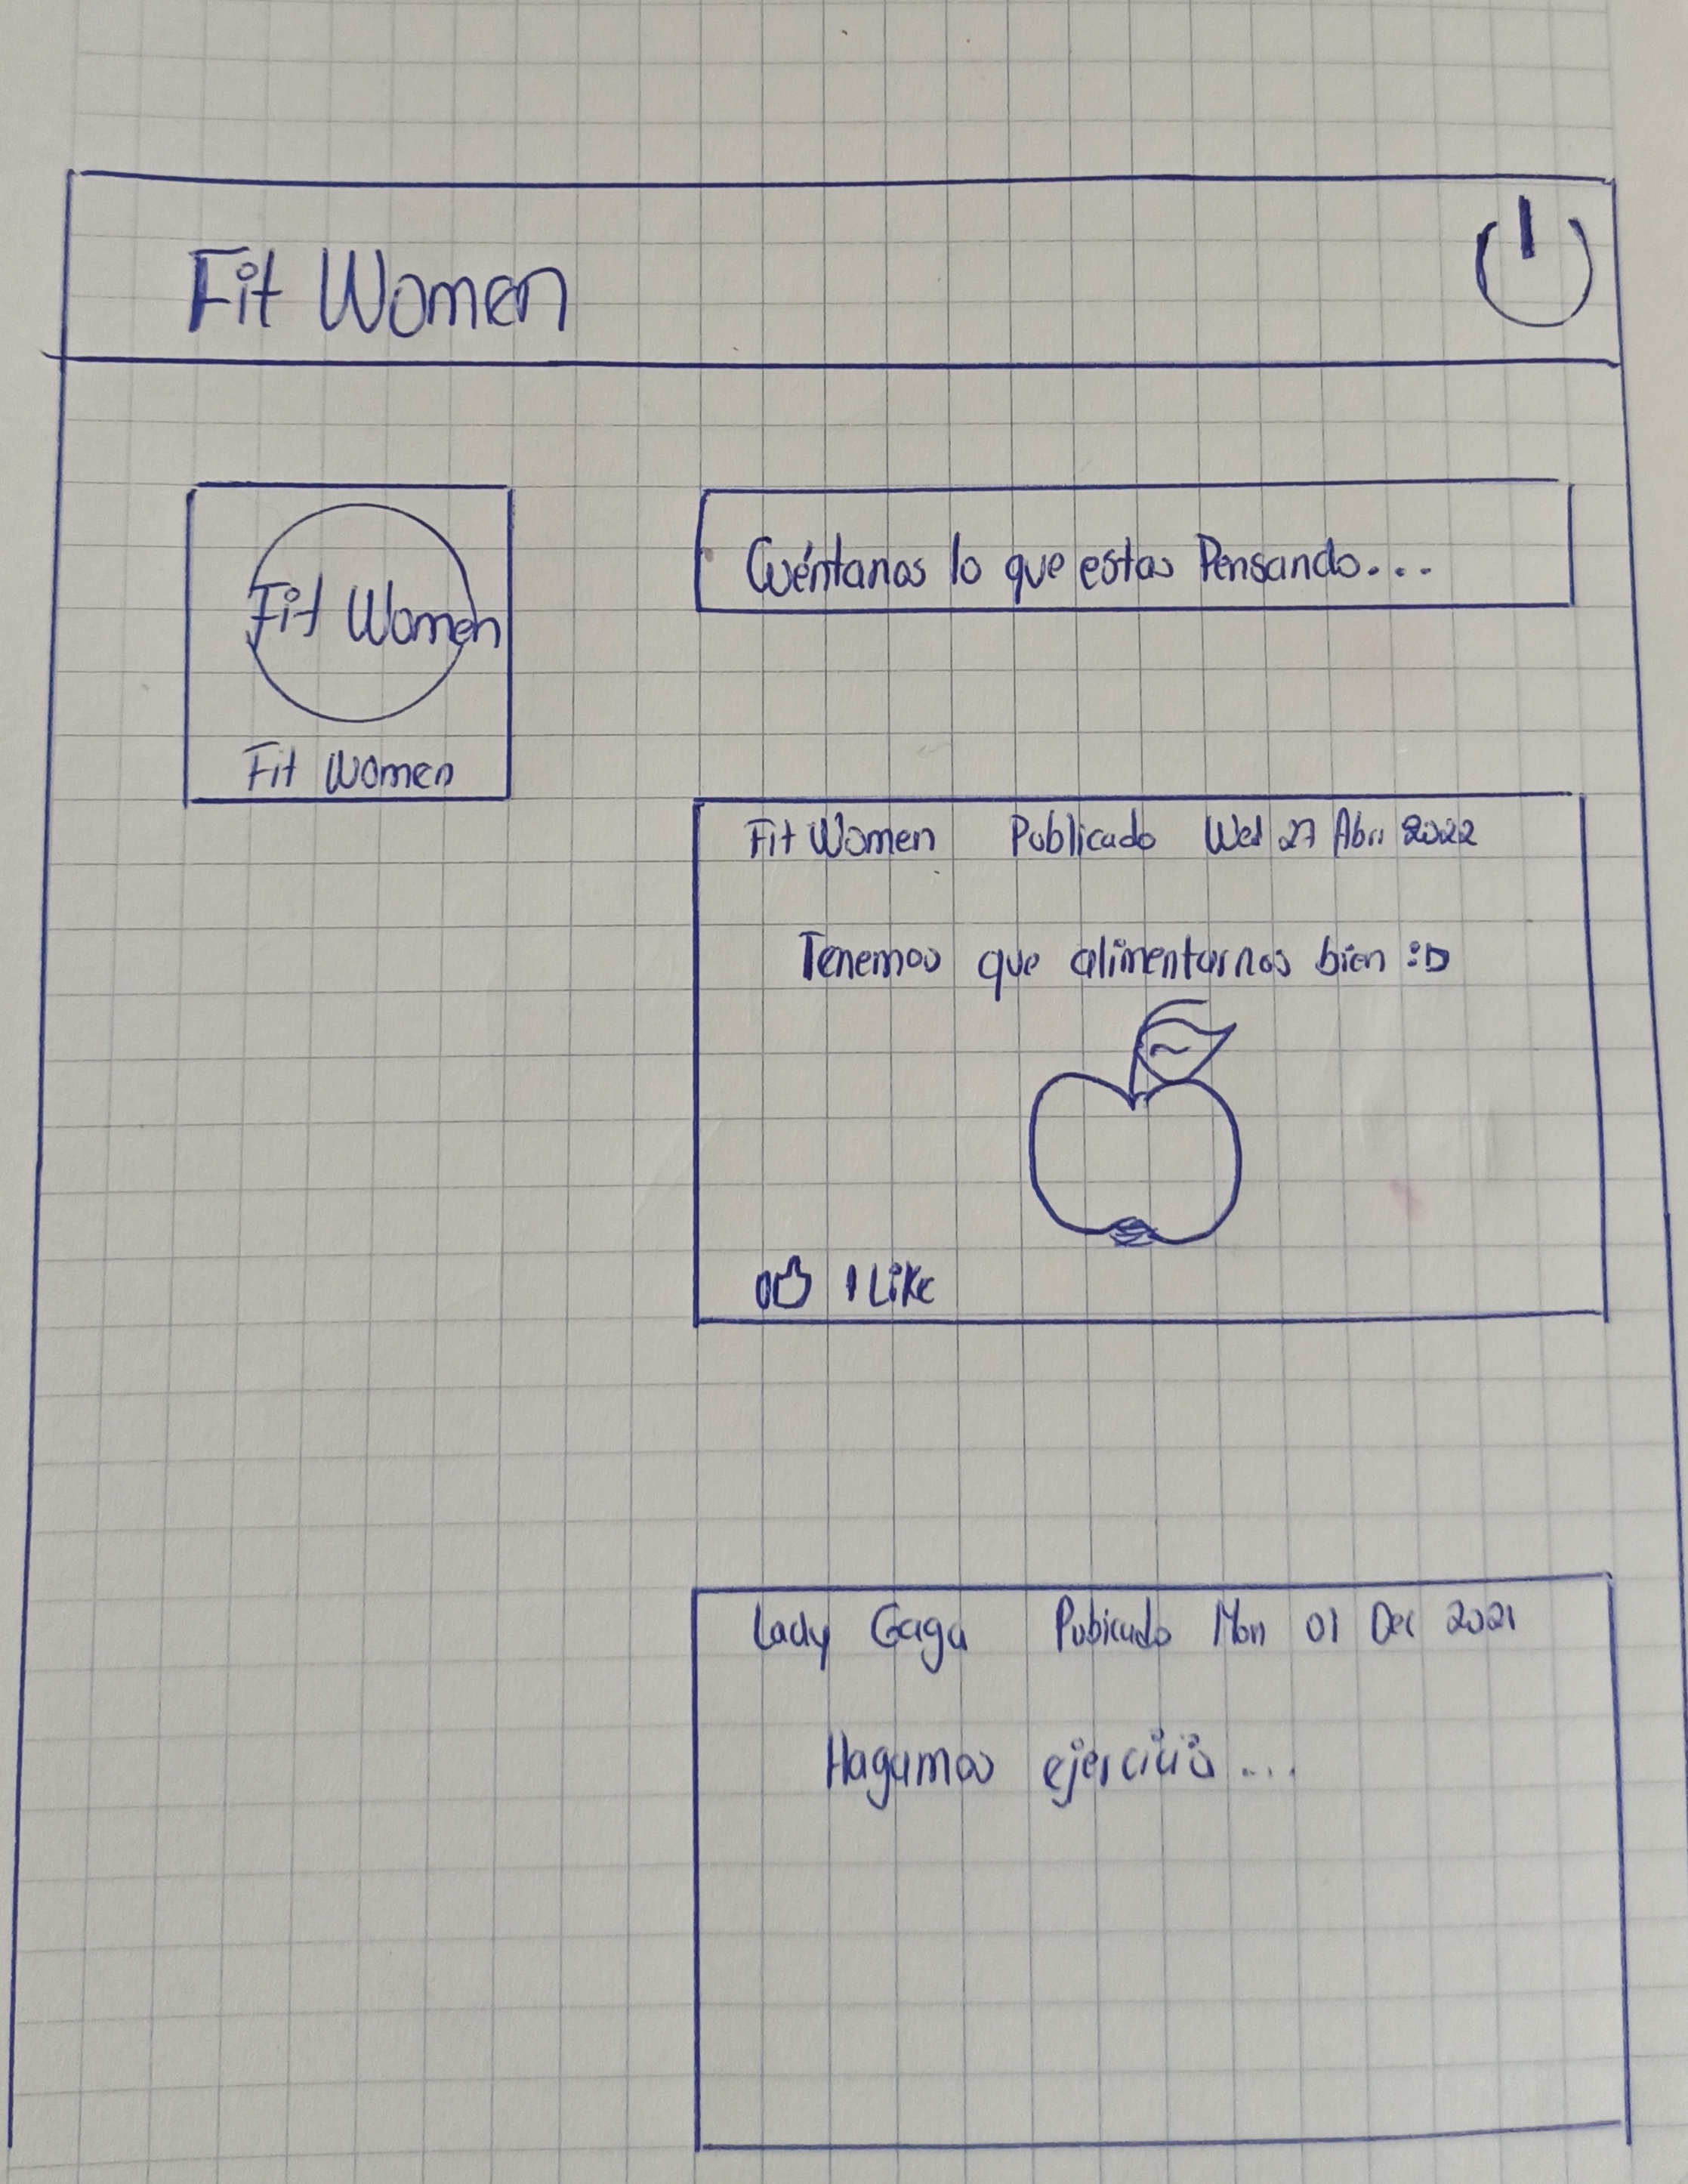 Fit Women
Fit Women
Fit Women
Cuéntanos lo que estas Pensando....
Fit Women Publicado Wed 27 Abri 2022
Tenemos que alimentarnos bien :D
1 Like
Lady Gaga Pubicado Mon 01 Dec 2021
Hagamos ejercicio ...